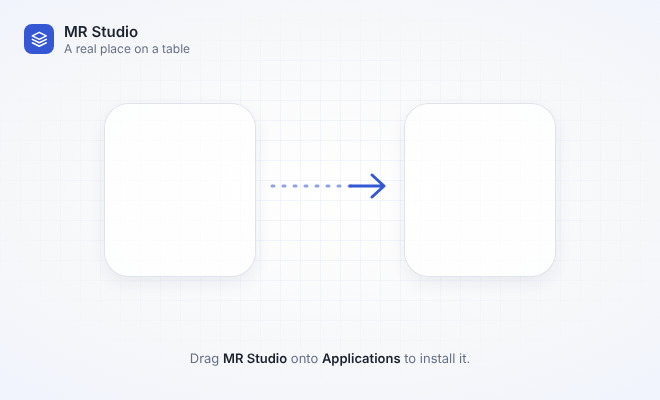 MR Studio
A real place on a table
Drag MR Studio onto Applications to install it.